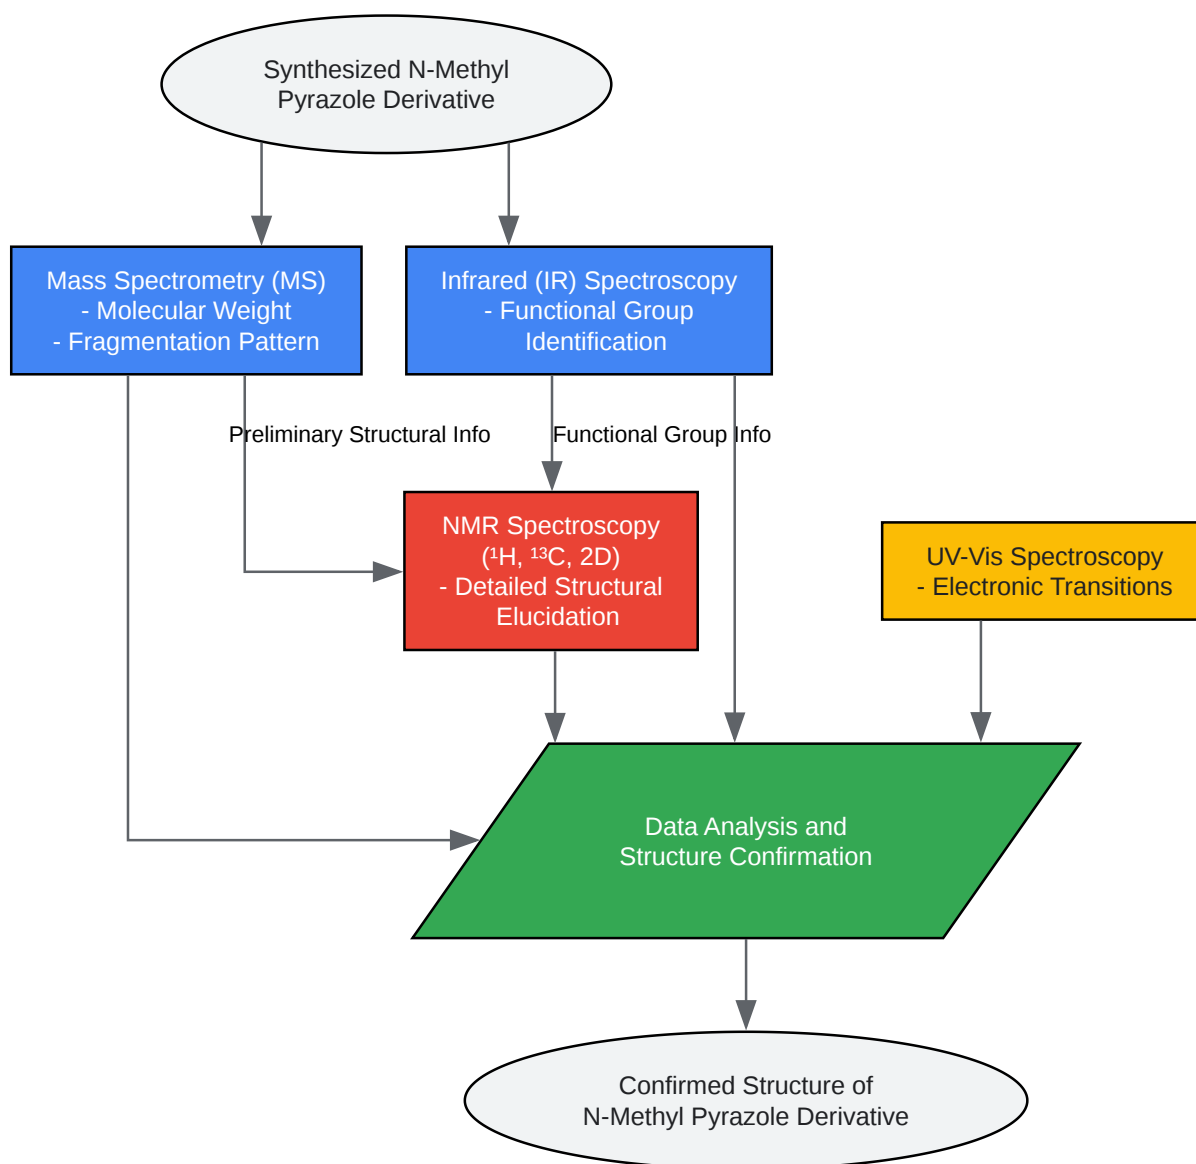 Synthesized N-Methyl
Pyrazole Derivative
Mass Spectrometry (MS)
- Molecular Weight
- Fragmentation Pattern
Infrared (IR) Spectroscopy
- Functional Group
Identification
Preliminary Structural Info
Functional Group Info
NMR Spectroscopy
(¹H, ¹³C, 2D)
- Detailed Structural
Elucidation
UV-Vis Spectroscopy
- Electronic Transitions
Data Analysis and
Structure Confirmation
Confirmed Structure of
N-Methyl Pyrazole Derivative